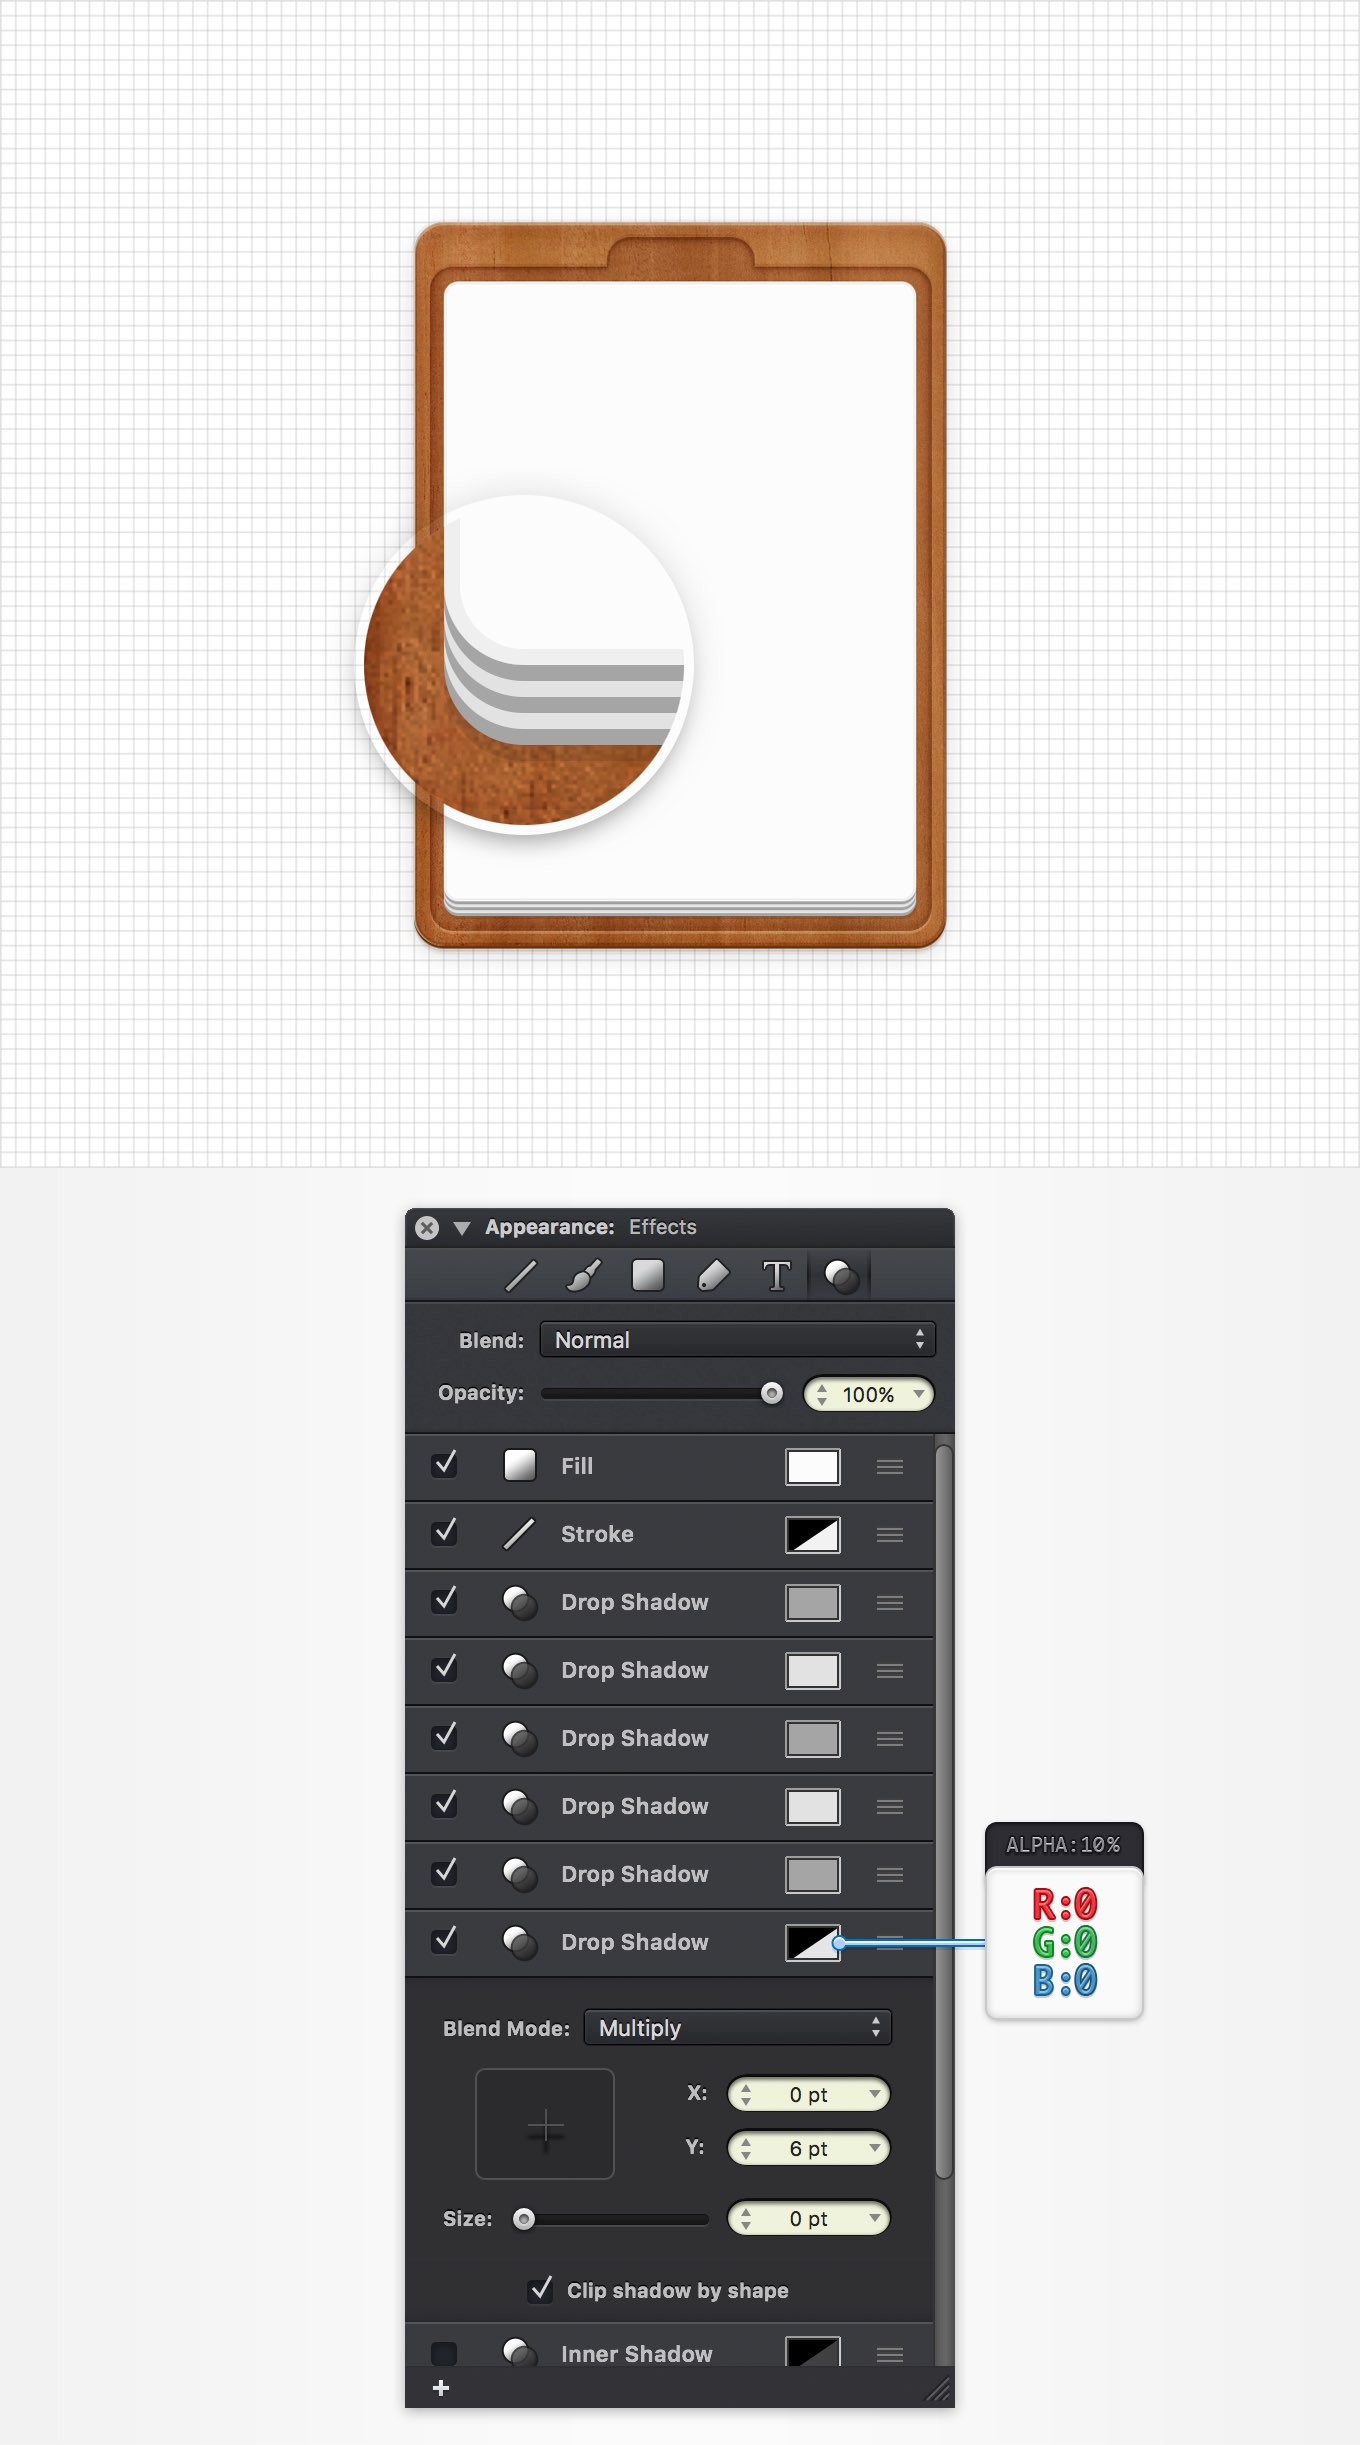 Appearance: Effects
T
Blend: Normal
Opacity: 100%
Fill
Stroke
Drop Shadow
Drop Shadow
Drop Shadow
Drop Shadow
Drop Shadow
Drop Shadow
ALPHA:10%
R:0
G:0
B:0
Blend Mode: Multiply
X: 0 pt
Y: 6 pt
Size: 0 pt
Clip shadow by shape
Inner Shadow